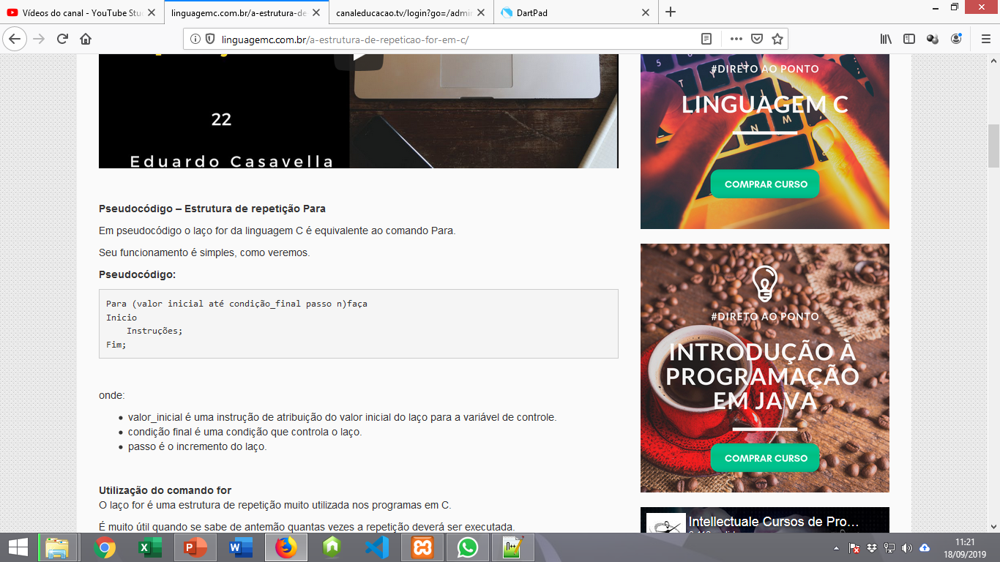 Vídeos do canal - YouTube Stu
linguagemc.com.br/a-estrutura-de
canaleducacao.tv/login?go=/admi
DartPad
linguagemc.com.br/a-estrutura-de-repeticao-for-em-c/
22
Eduardo Casavella
#DIRETO AO PONTO
LINGUAGEM C
COMPRAR CURSO
Pseudocódigo – Estrutura de repetição Para
Em pseudocódigo o laço for da linguagem C é equivalente ao comando Para.
Seu funcionamento é simples, como veremos.
Pseudocódigo:
Para (valor inicial até condição_final passo n)faça
Inicio
Instruções;
Fim;
onde:
valor_inicial é uma instrução de atribuição do valor inicial do laço para a variável de controle.
condição final é uma condição que controla o laço.
passo é o incremento do laço.
Utilização do comando for
O laço for é uma estrutura de repetição muito utilizada nos programas em C.
É muito útil quando se sabe de antemão quantas vezes a repetição deverá ser executada.
#DIRETO AO PONTO
INTRODUÇÃO À
PROGRAMAÇÃO
EM JAVA
COMPRAR CURSO
Intellectuale Cursos de Pro…
11:21
18/09/2019